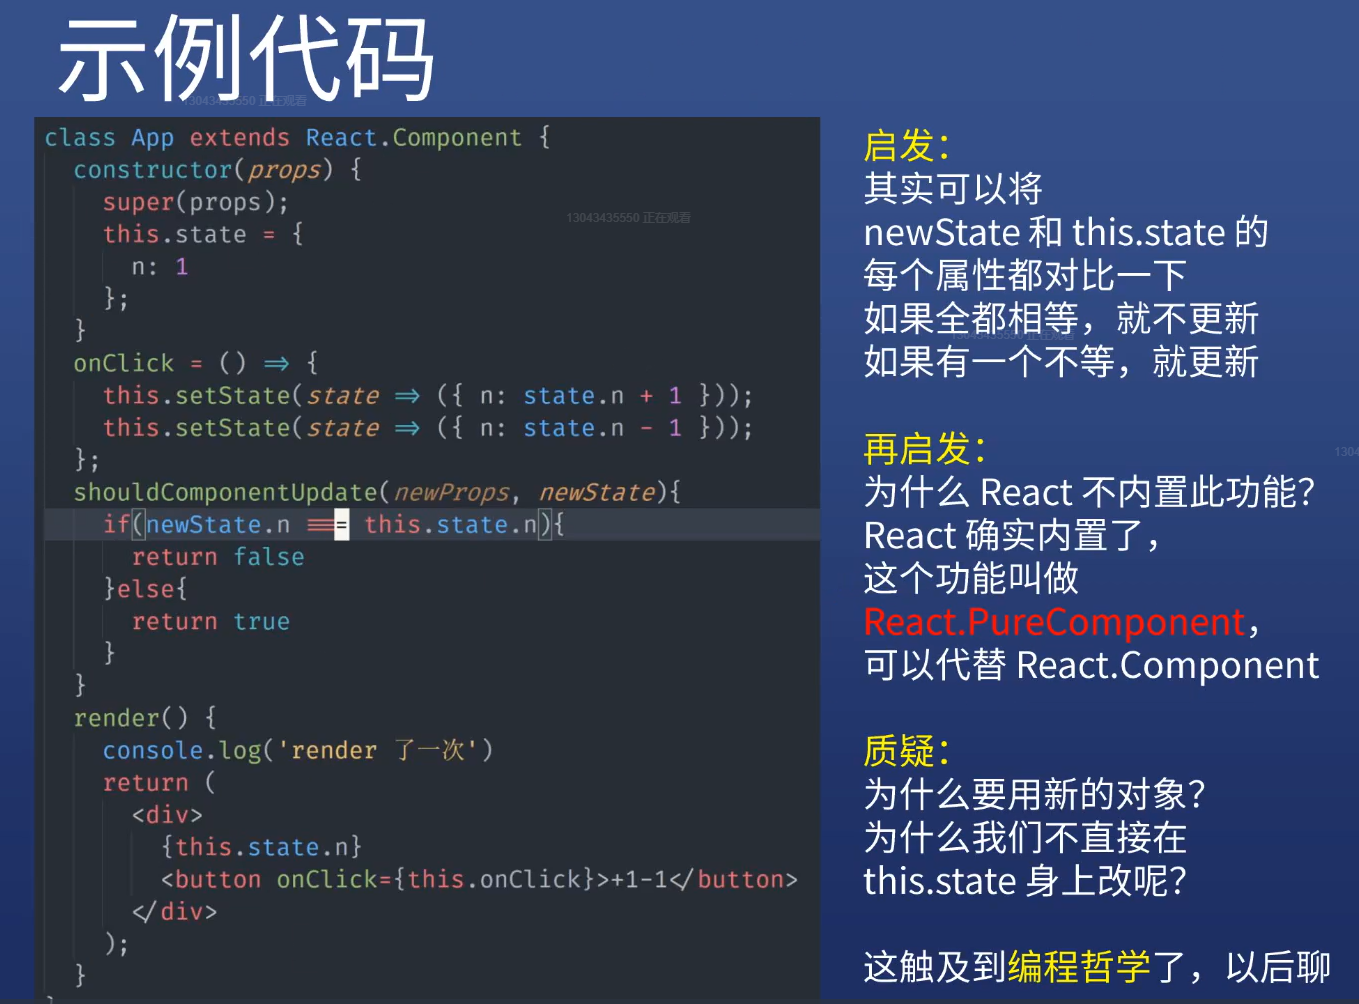 示例代码
13043435550 正在观看
class App extends React.Component {
constructor(props) {
super(props);
13043435550 正在观看
this.state = {
n: 1
};
}
onClick = () => {
this.setState(state => ({ n: state.n + 1 }));
this.setState(state => ({ n: state.n - 1 }));
};
shouldComponentUpdate(newProps, newState){
if(newState.n === this.state.n){
return false
}else{
return true
}
}
render() {
console.log('render 了一次')
return (
<div>
{this.state.n}
<button onClick={this.onClick}>+1-1</button>
</div>
);
}
启发：
其实可以将
newState 和 this.state 的
每个属性都对比一下
如果全都相等，就不更新
13043435550 正在观看
如果有一个不等，就更新
再启发：
1304
为什么 React 不内置此功能？
React 确实内置了，
这个功能叫做
React.PureComponent，
可以代替 React.Component
质疑：
为什么要用新的对象？
为什么我们不直接在
this.state 身上改呢？
这触及到编程哲学了，以后聊